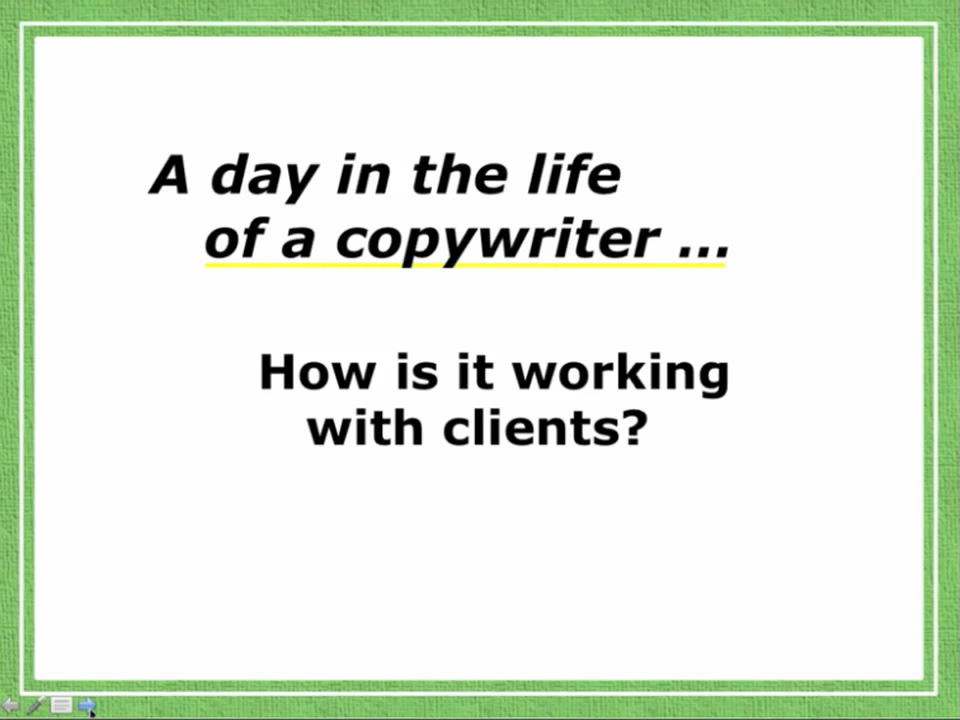 A day in the life
of a copywriter ...
How is it working
with clients?